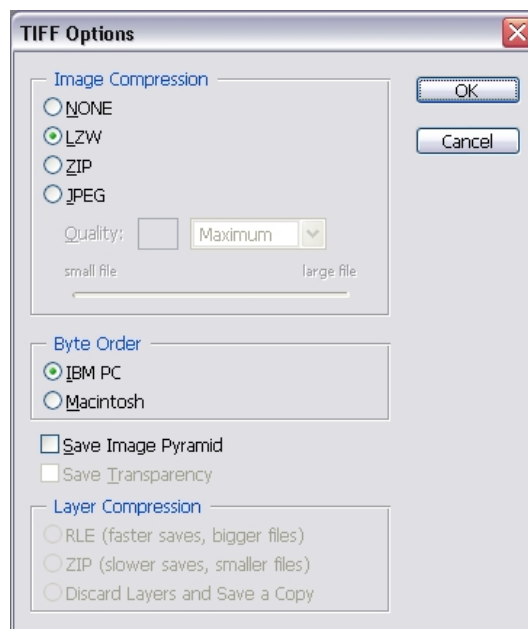 TIFF Options
Image Compression
NONE
LZW
ZIP
JPEG
Quality: Maximum
small file large file
OK
Cancel
Byte Order
IBM PC
Macintosh
Save Image Pyramid
Save Transparency
Layer Compression
RLE (faster saves, bigger files)
ZIP (slower saves, smaller files)
Discard Layers and Save a Copy